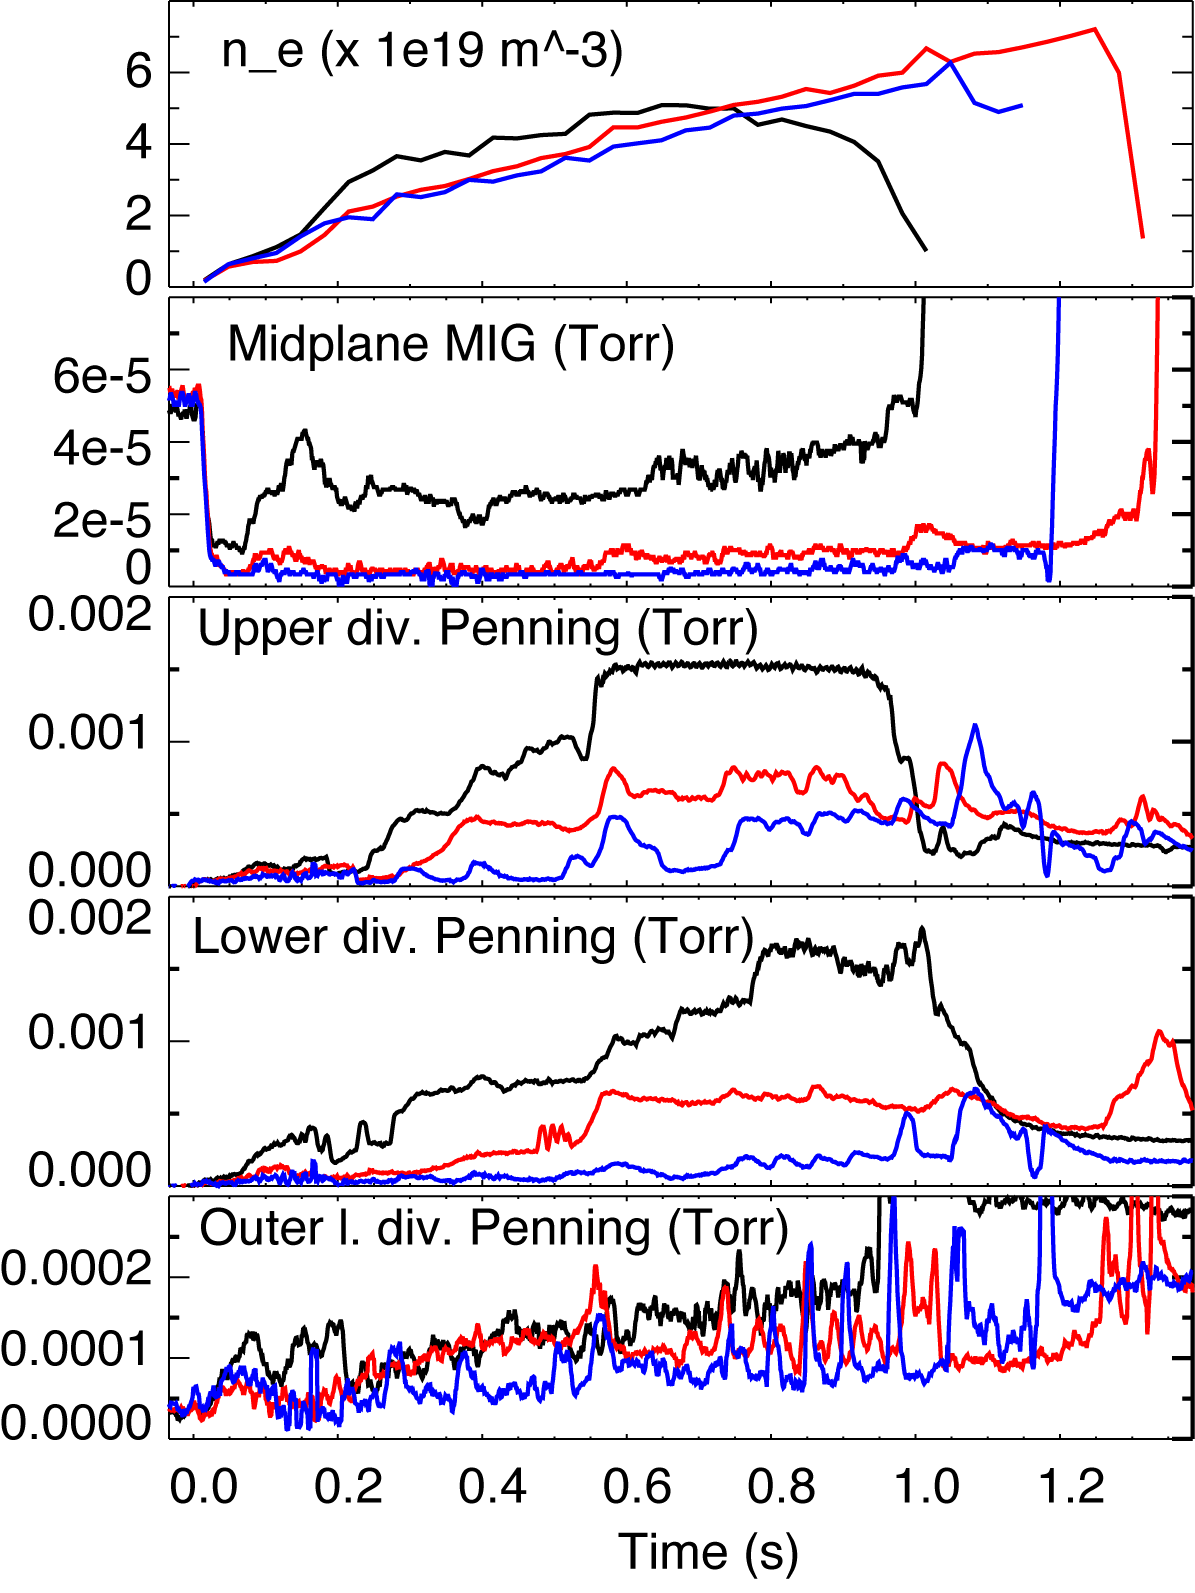 n_e (x 1e19 m^-3)
6
4
2
0
Midplane MIG (Torr)
6e-5
4e-5
2e-5
0
0.002
Upper div. Penning (Torr)
0.001
0.000
0.002
Lower div. Penning (Torr)
0.001
0.000
Outer l. div. Penning (Torr)
0.0002
0.0001
0.0000
0.0 0.2 0.4 0.6 0.8 1.0 1.2
Time (s)